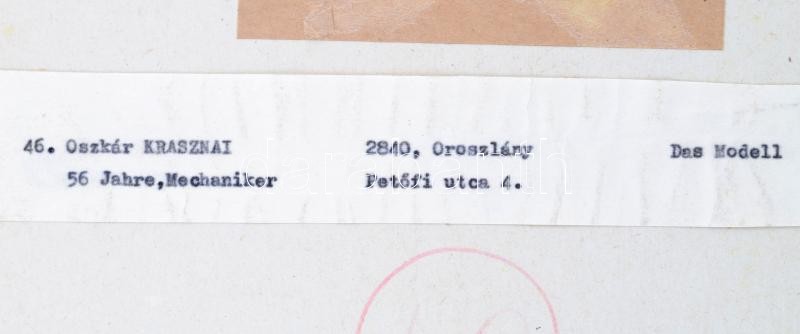 46. Oszkár KRASZNAI 2840, Oroszlány Das Modell
56 Jahre,Mechaniker Petőfi utca 4.